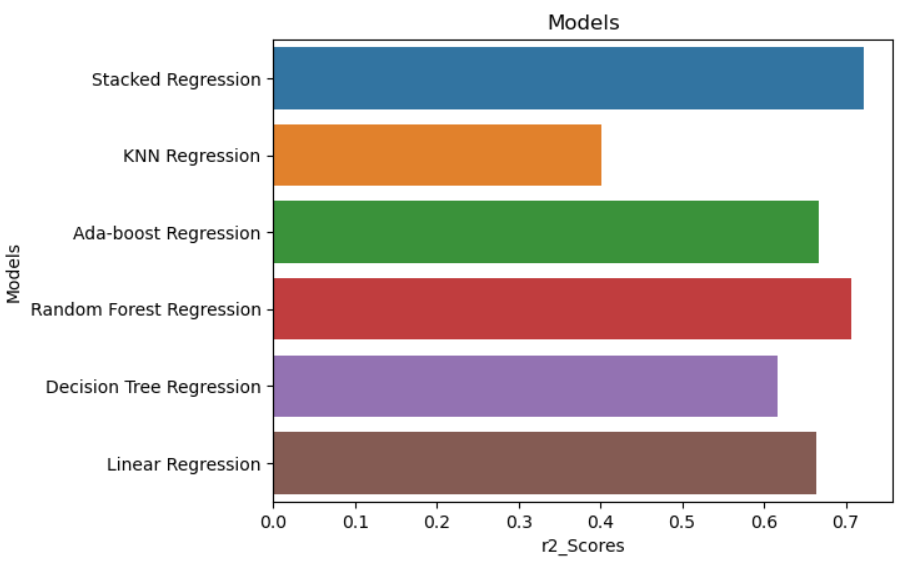 Models
Stacked Regression
KNN Regression
Ada-boost Regression
Models
Random Forest Regression
Decision Tree Regression
Linear Regression
0.0 0.1 0.2 0.3 0.4 0.5 0.6 0.7
r2_Scores